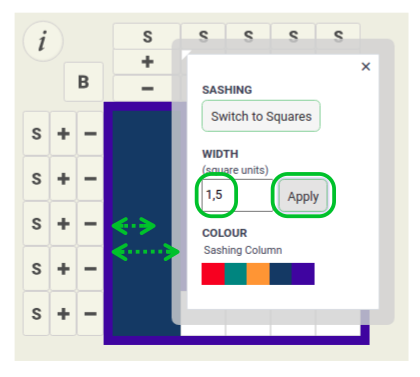 i
S S S S S
+
B −
×
SASHING
Switch to Squares
WIDTH
(square units)
1,5 Apply
COLOUR
Sashing Column
S + −
S + −
S + −
S + −
S + −